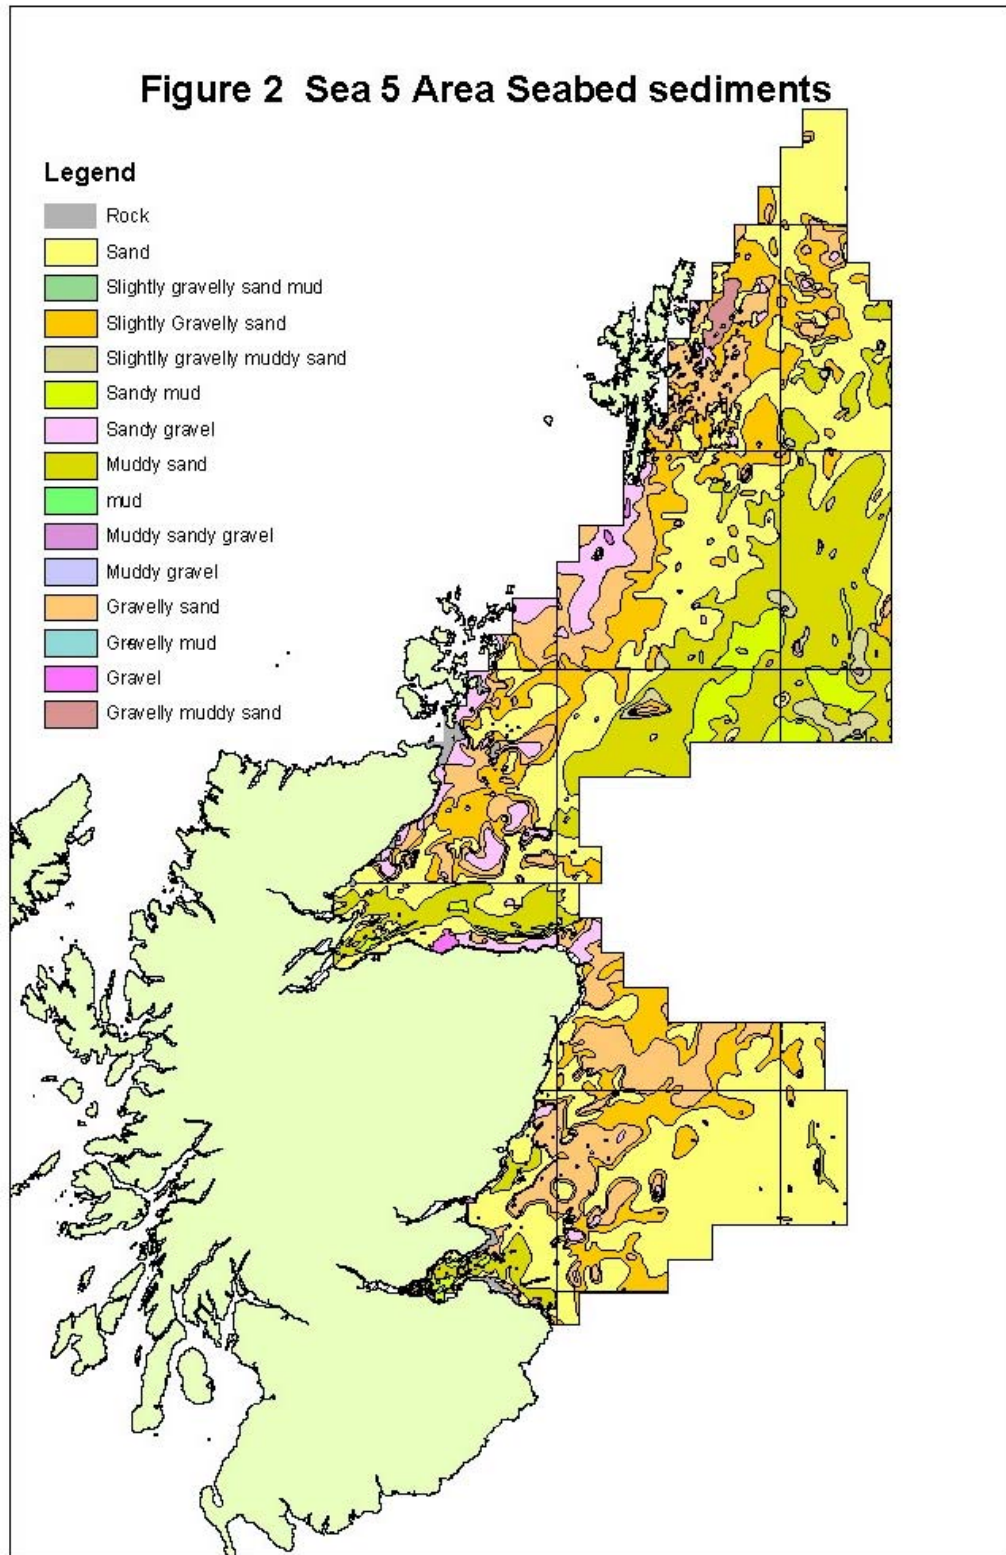 Figure 2 Sea 5 Area Seabed sediments
Legend
Rock
Sand
Slightly gravelly sand mud
Slightly Gravelly sand
Slightlly gravelly muddy sand
Sandy mud
Sandy gravel
Muddy sand
mud
Muddy sandy gravel
Muddy gravel
Gravelly sand
Gravelly mud
Gravel
Gravelly muddy sand